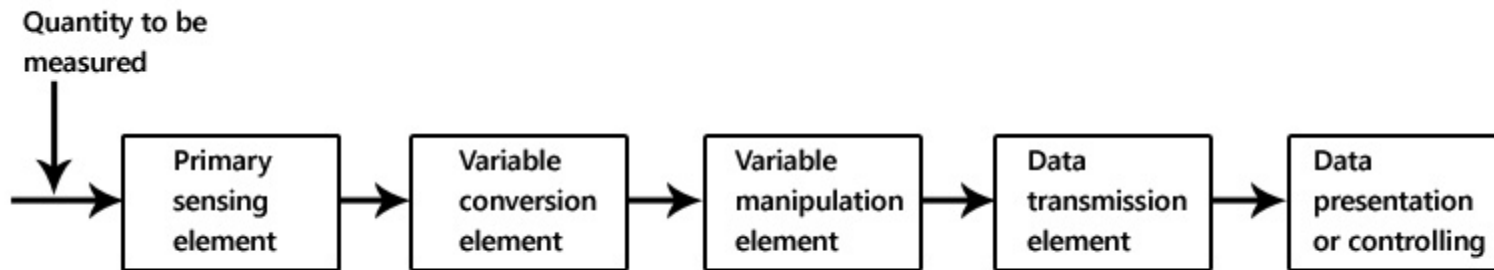 Quantity to be
measured
Primary
sensing
element
Variable
conversion
element
Variable
manipulation
element
Data
transmission
element
Data
presentation
or controlling